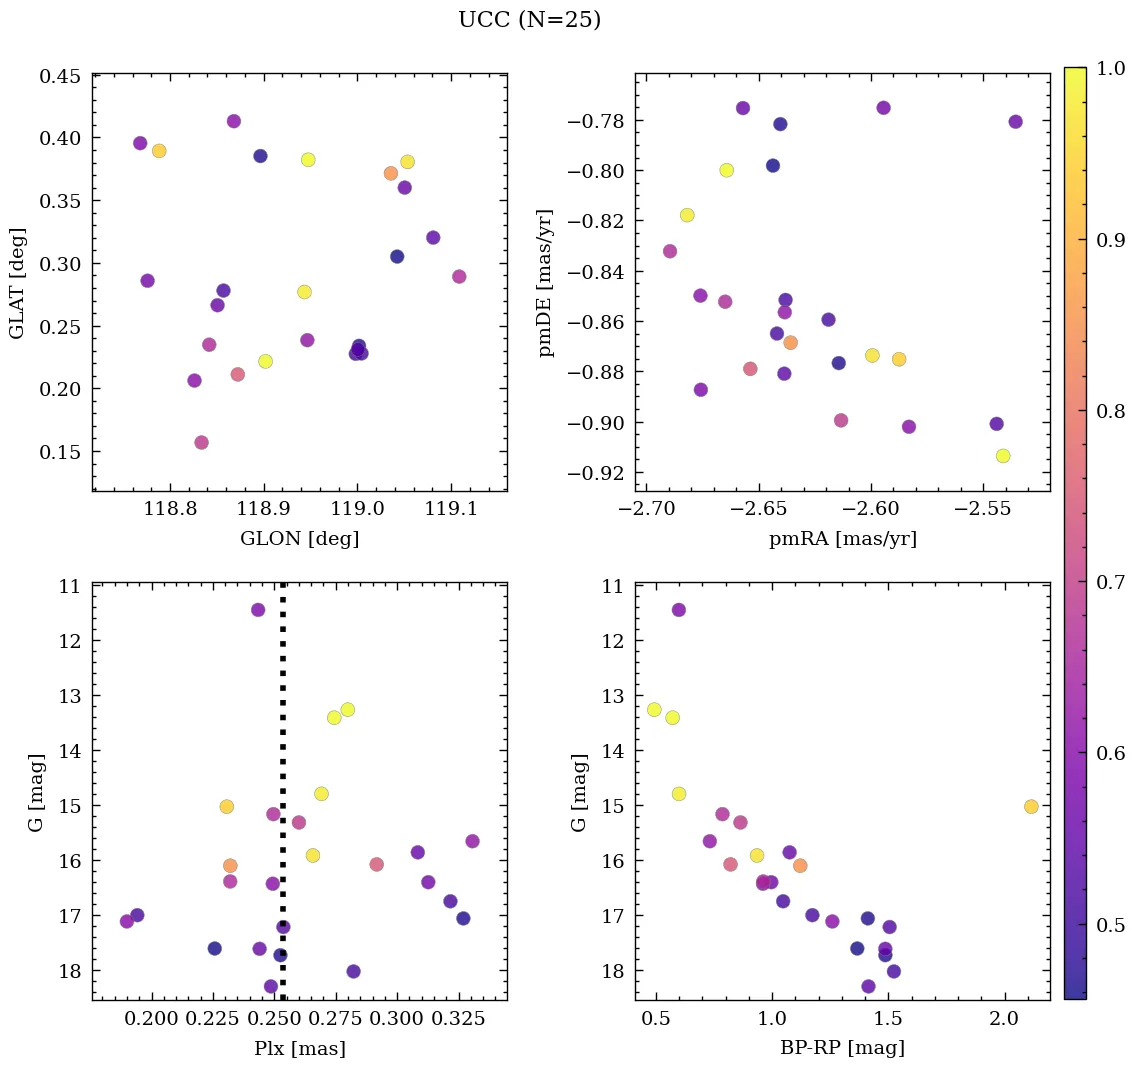 UCC (N=25)
0.45
0.40
0.35
0.30
0.25
0.20
0.15
GLAT [deg]
118.8 118.9 119.0 119.1
GLON [deg]
−0.78
−0.80
−0.82
−0.84
−0.86
−0.88
−0.90
−0.92
pmDE [mas/yr]
−2.70 −2.65 −2.60 −2.55
pmRA [mas/yr]
1.0
0.9
0.8
0.7
0.6
0.5
11
12
13
14
15
16
17
18
G [mag]
0.200 0.225 0.250 0.275 0.300 0.325
Plx [mas]
11
12
13
14
15
16
17
18
G [mag]
0.5 1.0 1.5 2.0
BP-RP [mag]